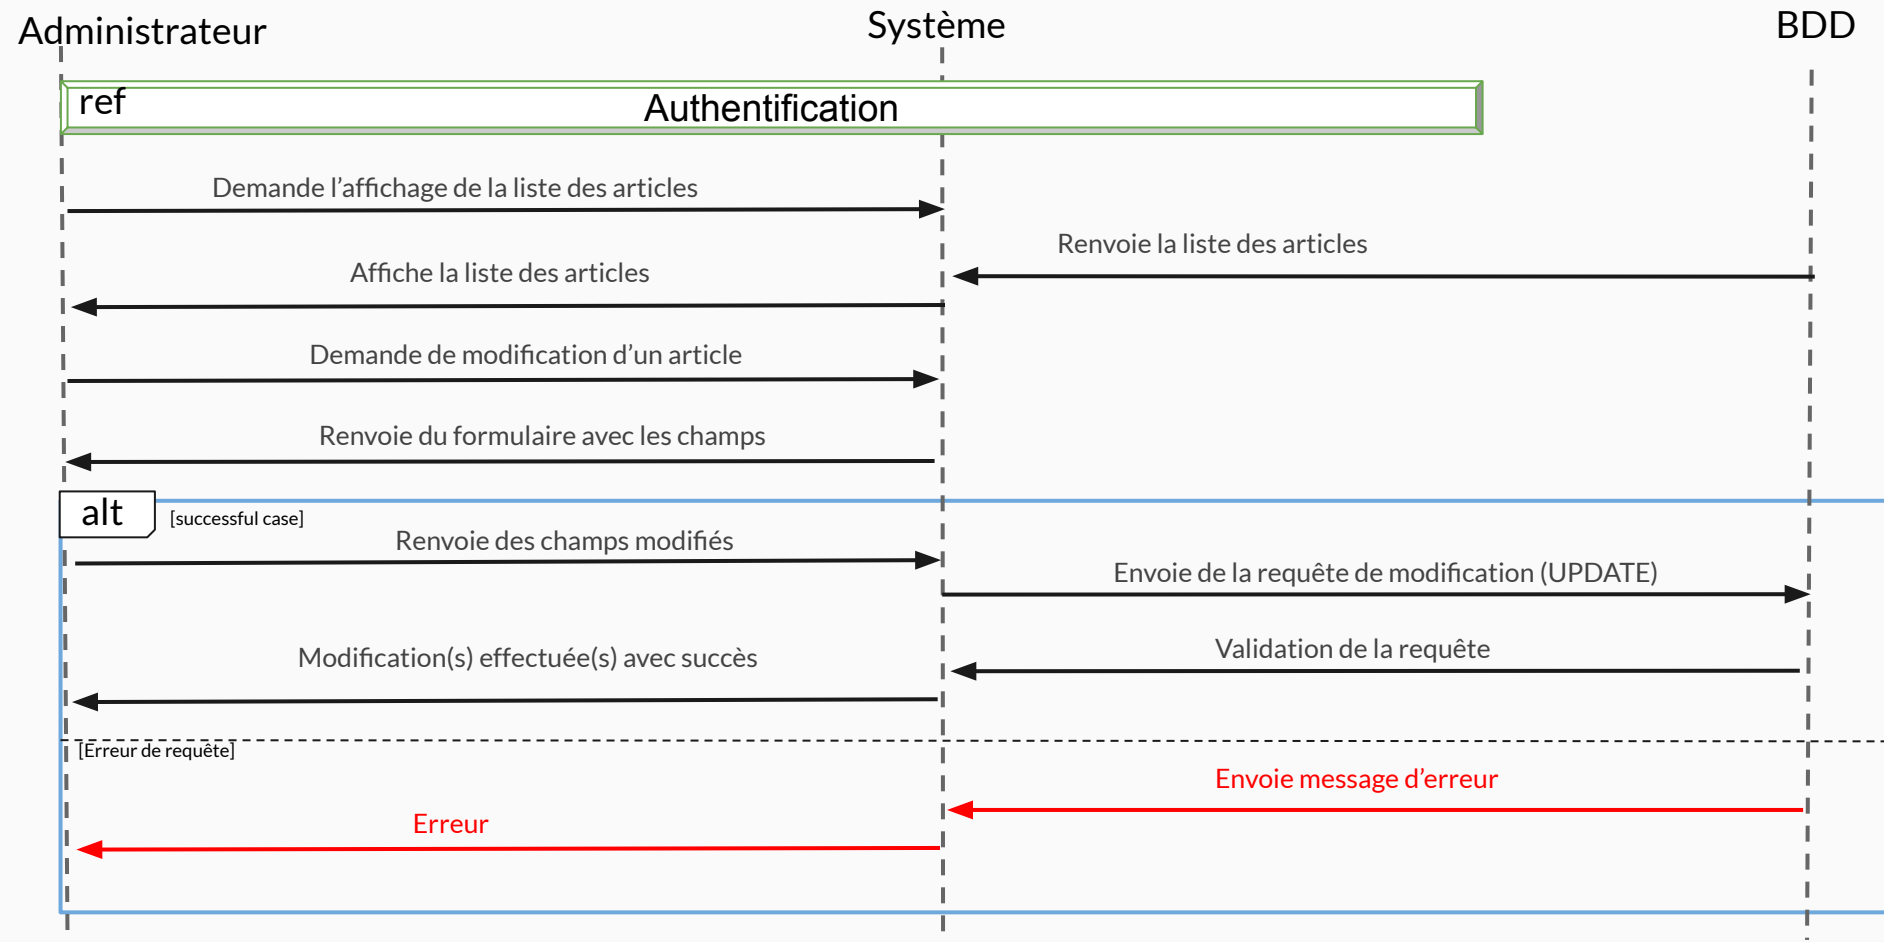 Administrateur
Système
BDD
ref
Authentification
Demande l’affichage de la liste des articles
Renvoie la liste des articles
Affiche la liste des articles
Demande de modification d’un article
Renvoie du formulaire avec les champs
alt
[successful case]
Renvoie des champs modifiés
Envoie de la requête de modification (UPDATE)
Validation de la requête
Modification(s) effectuée(s) avec succès
[Erreur de requête]
Envoie message d’erreur
Erreur